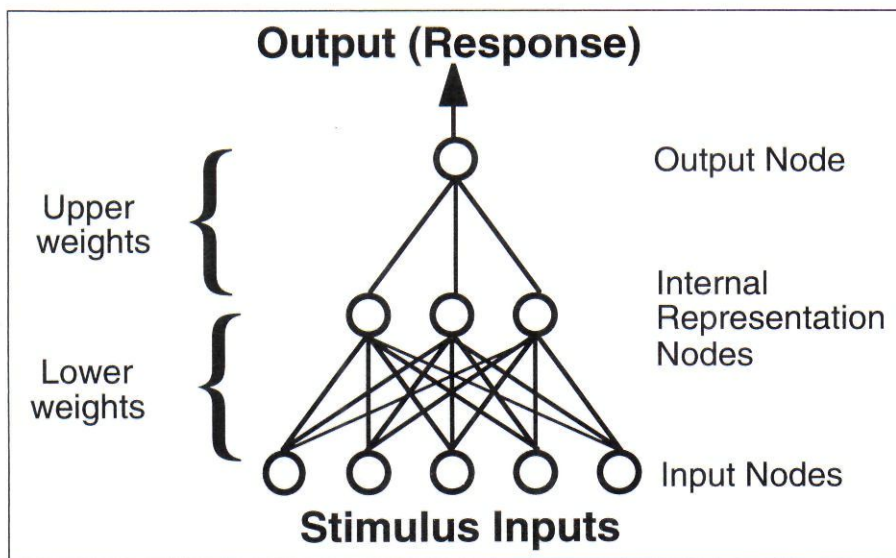 Output (Response)
Output Node
Upper
weights
Internal
Representation
Nodes
Lower
weights
Input Nodes
Stimulus Inputs